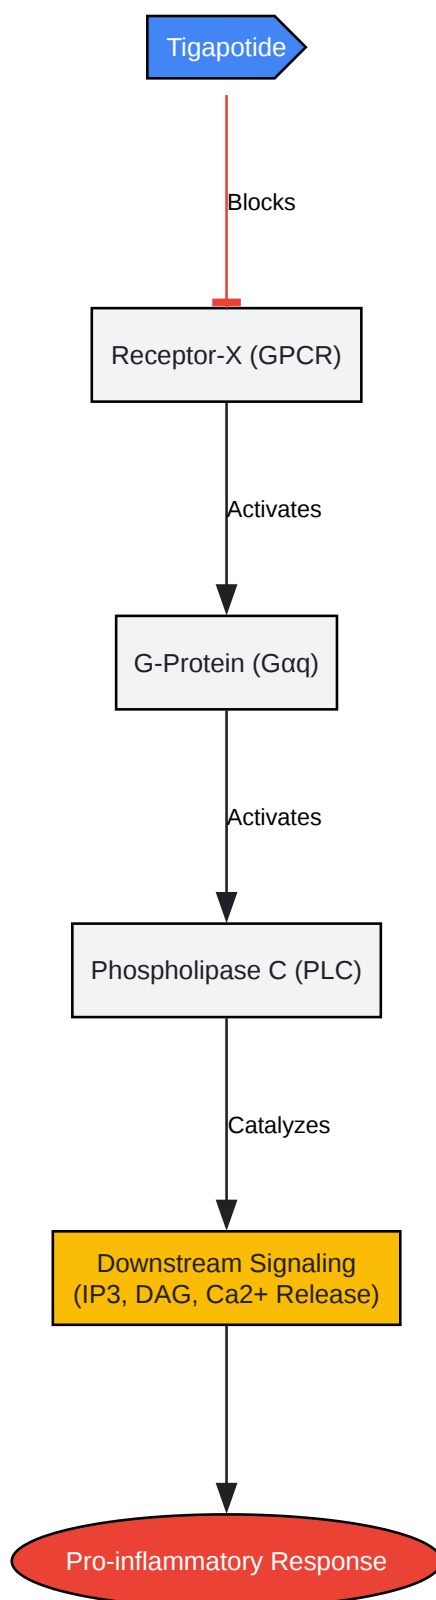 Tigapotide
Blocks
Receptor-X (GPCR)
Activates
G-Protein (Gαq)
Activates
Phospholipase C (PLC)
Catalyzes
Downstream Signaling
(IP3, DAG, Ca2+ Release)
Pro-inflammatory Response